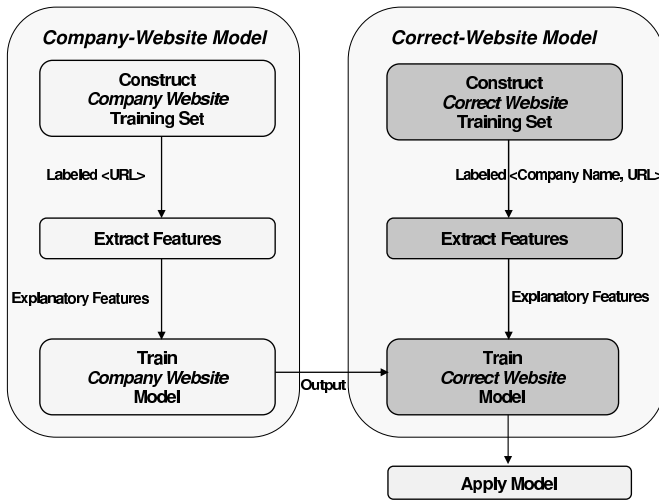 Company-Website Model
Construct
Company Website
Training Set
Labeled <URL>
Extract Features
Explanatory Features
Train
Company Website
Model
Output
Correct-Website Model
Construct
Correct Website
Training Set
Labeled <Company Name, URL>
Extract Features
Explanatory Features
Train
Correct Website
Model
Apply Model